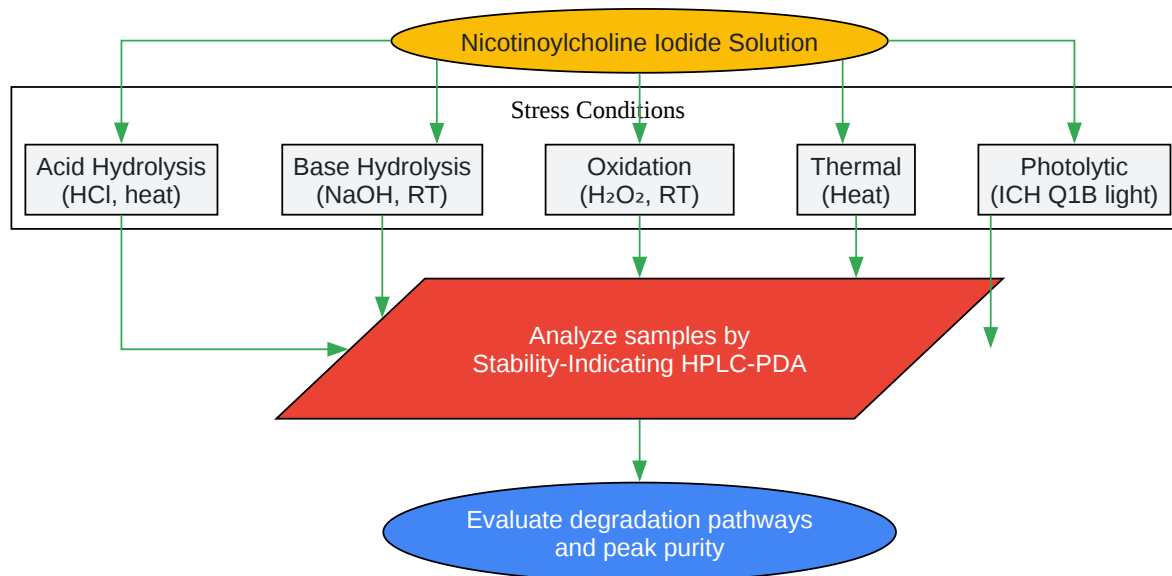 Nicotinoylcholine Iodide Solution
Stress Conditions
Acid Hydrolysis
(HCl, heat)
Base Hydrolysis
(NaOH, RT)
Oxidation
(H₂O₂, RT)
Thermal
(Heat)
Photolytic
(ICH Q1B light)
Analyze samples by
Stability-Indicating HPLC-PDA
Evaluate degradation pathways
and peak purity